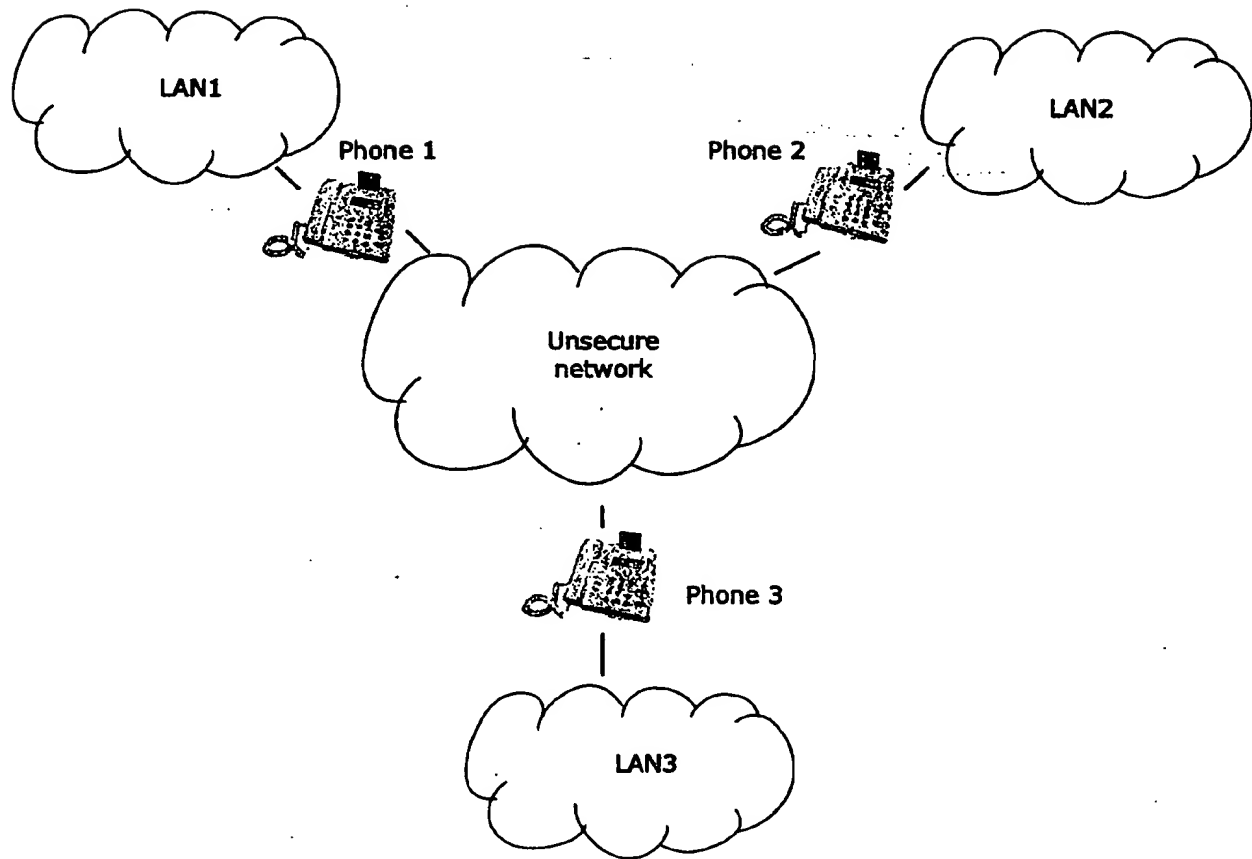 LAN1
LAN2
Phone 1
Phone 2
Unsecure
network
Phone 3
LAN3